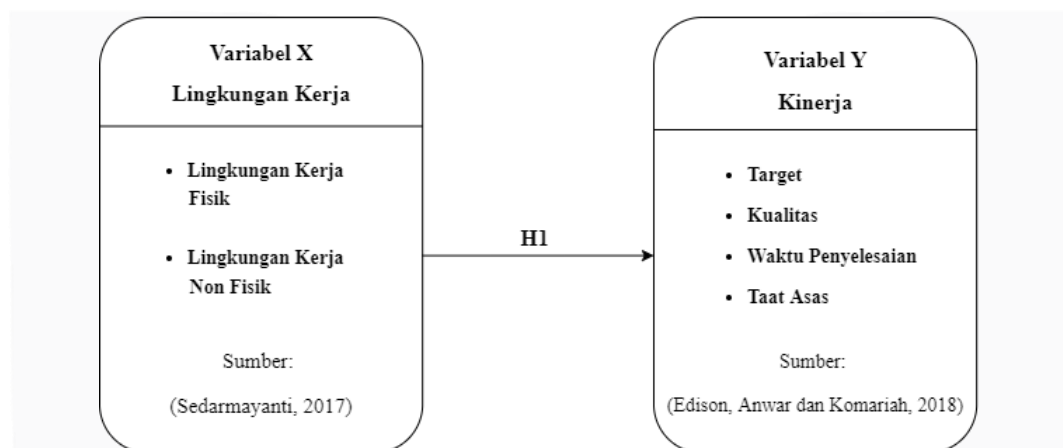 Variabel X
Lingkungan Kerja
• Lingkungan Kerja
Fisik
• Lingkungan Kerja
Non Fisik
Sumber:
(Sedarmayanti, 2017)
H1
Variabel Y
Kinerja
• Target
• Kualitas
• Waktu Penyelesaian
• Taat Asas
Sumber:
(Edison, Anwar dan Komariah, 2018)